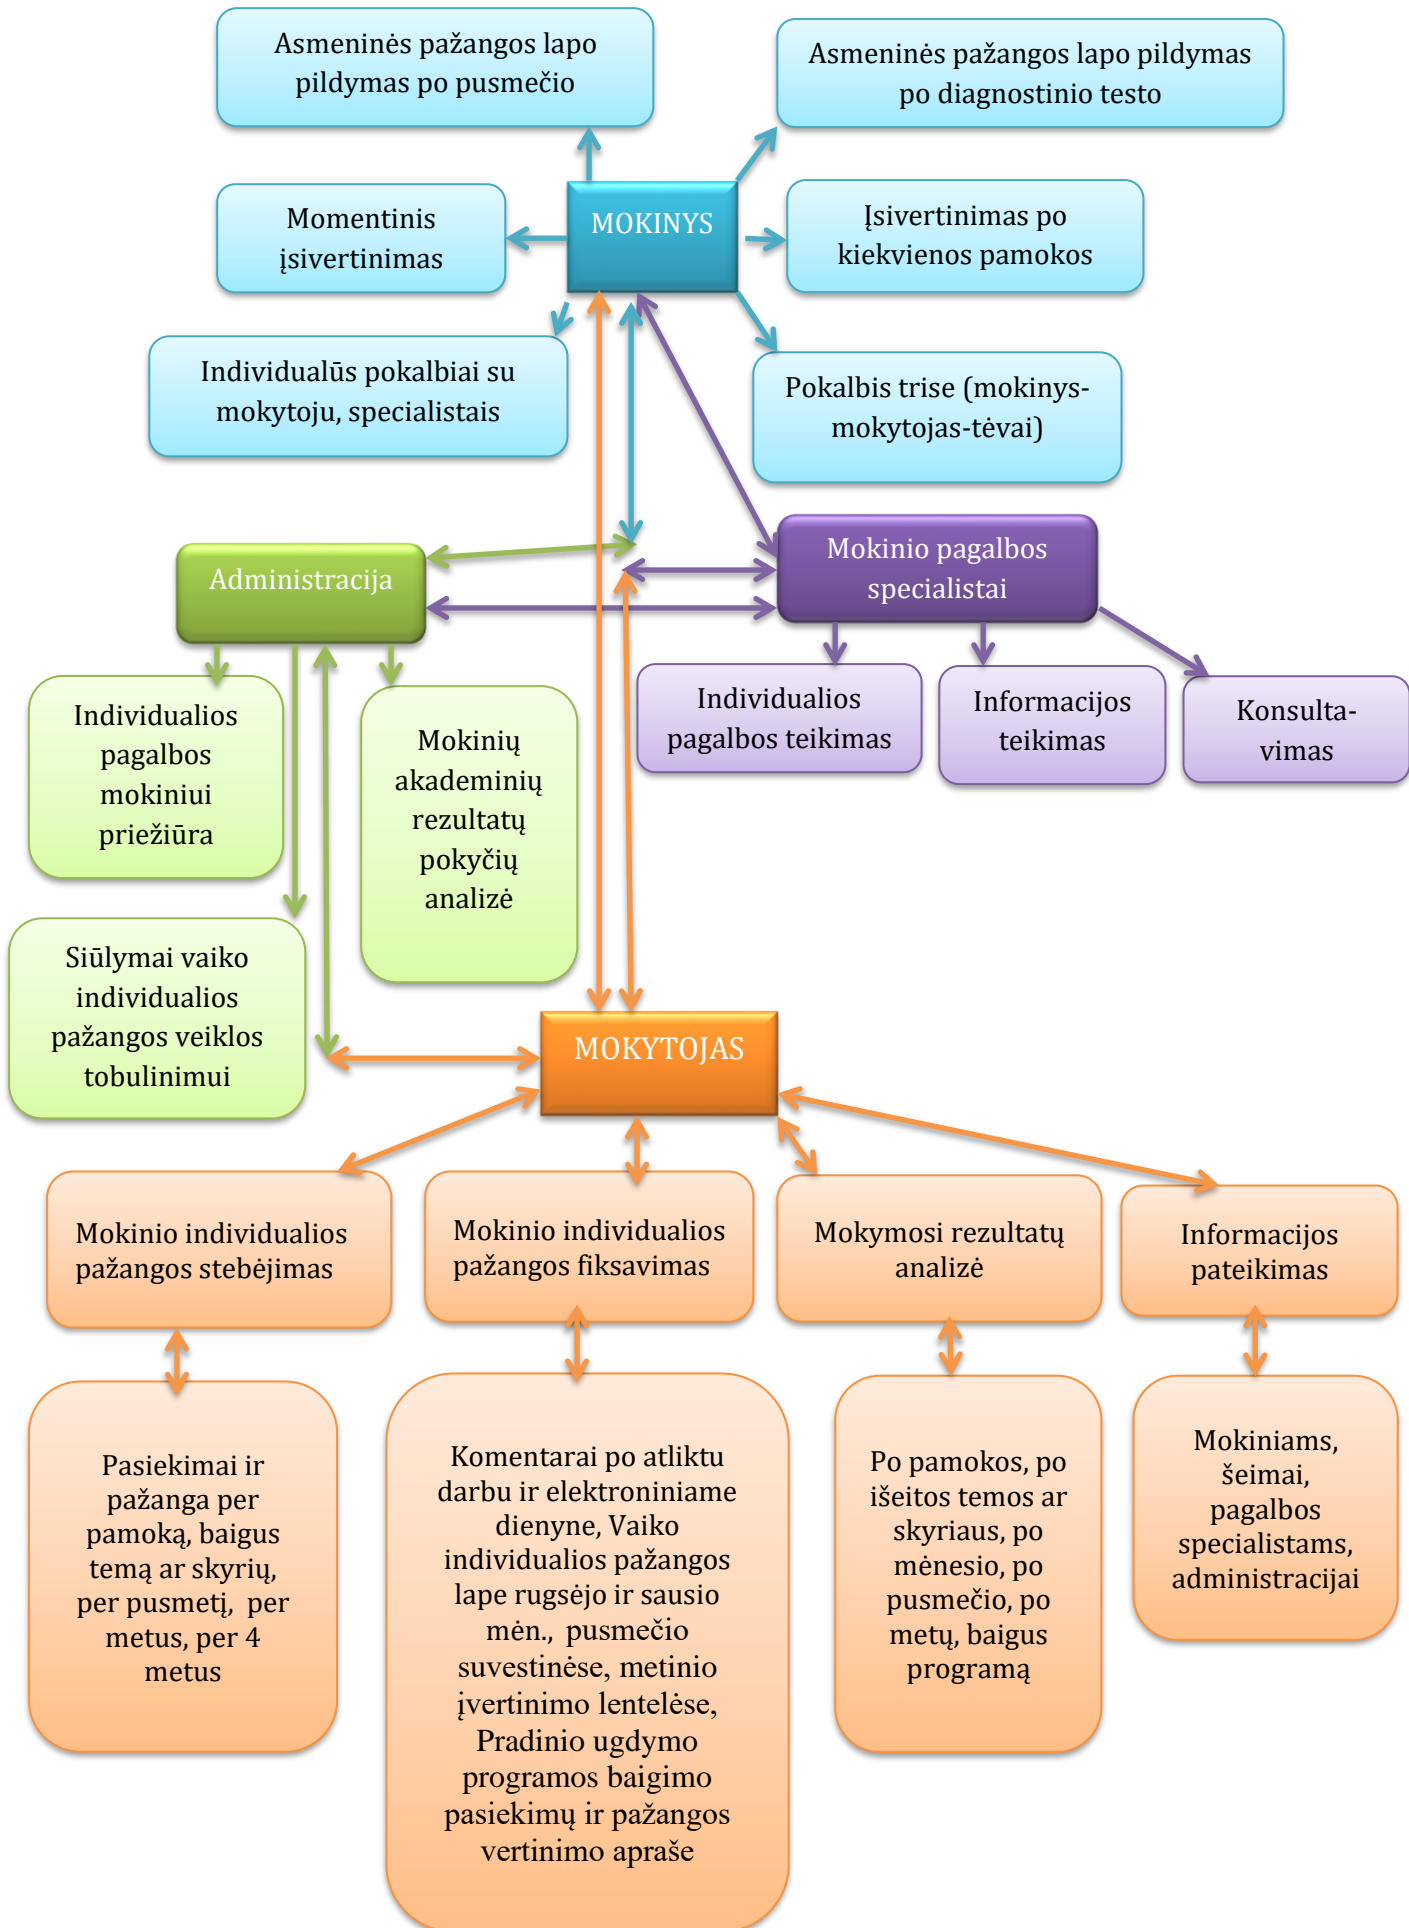 Asmeninės pažangos lapo
pildymas po pusmečio
Asmeninės pažangos lapo pildymas
po diagnostinio testo
Momentinis
įsivertinimas
MOKINYS
Įsivertinimas po
kiekvienos pamokos
Individualūs pokalbiai su
mokytoju, specialistais
Pokalbis trise (mokinys-
mokytojas-tėvai)
Administracija
Mokinio pagalbos
specialistai
Individualios
pagalbos
mokiniui
priežiūra
Mokinių
akademinių
rezultatų
pokyčių
analizė
Individualios
pagalbos teikimas
Informacijos
teikimas
Konsulta-
vimas
Siūlymai vaiko
individualios
pažangos veiklos
tobulinimui
MOKYTOJAS
Mokinio individualios
pažangos stebėjimas
Mokinio individualios
pažangos fiksavimas
Mokymosi rezultatų
analizė
Informacijos
pateikimas
Pasiekimai ir
pažanga per
pamoką, baigus
temą ar skyrių,
per pusmetį,  per
metus, per 4
metus
Komentarai po atliktu
darbu ir elektroniniame
dienyne, Vaiko
individualios pažangos
lape rugsėjo ir sausio
mėn.,  pusmečio
suvestinėse, metinio
įvertinimo lentelėse,
Pradinio ugdymo
programos baigimo
pasiekimų ir pažangos
vertinimo apraše
Po pamokos, po
išeitos temos ar
skyriaus, po
mėnesio, po
pusmečio, po
metų, baigus
programą
Mokiniams,
šeimai,
pagalbos
specialistams,
administracijai